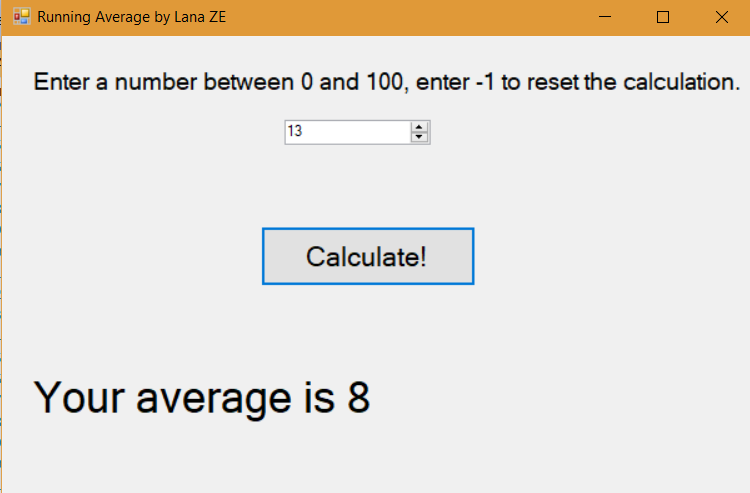 Running Average by Lana ZE
Enter a number between 0 and 100, enter -1 to reset the calculation.
13
Calculate!
Your average is 8